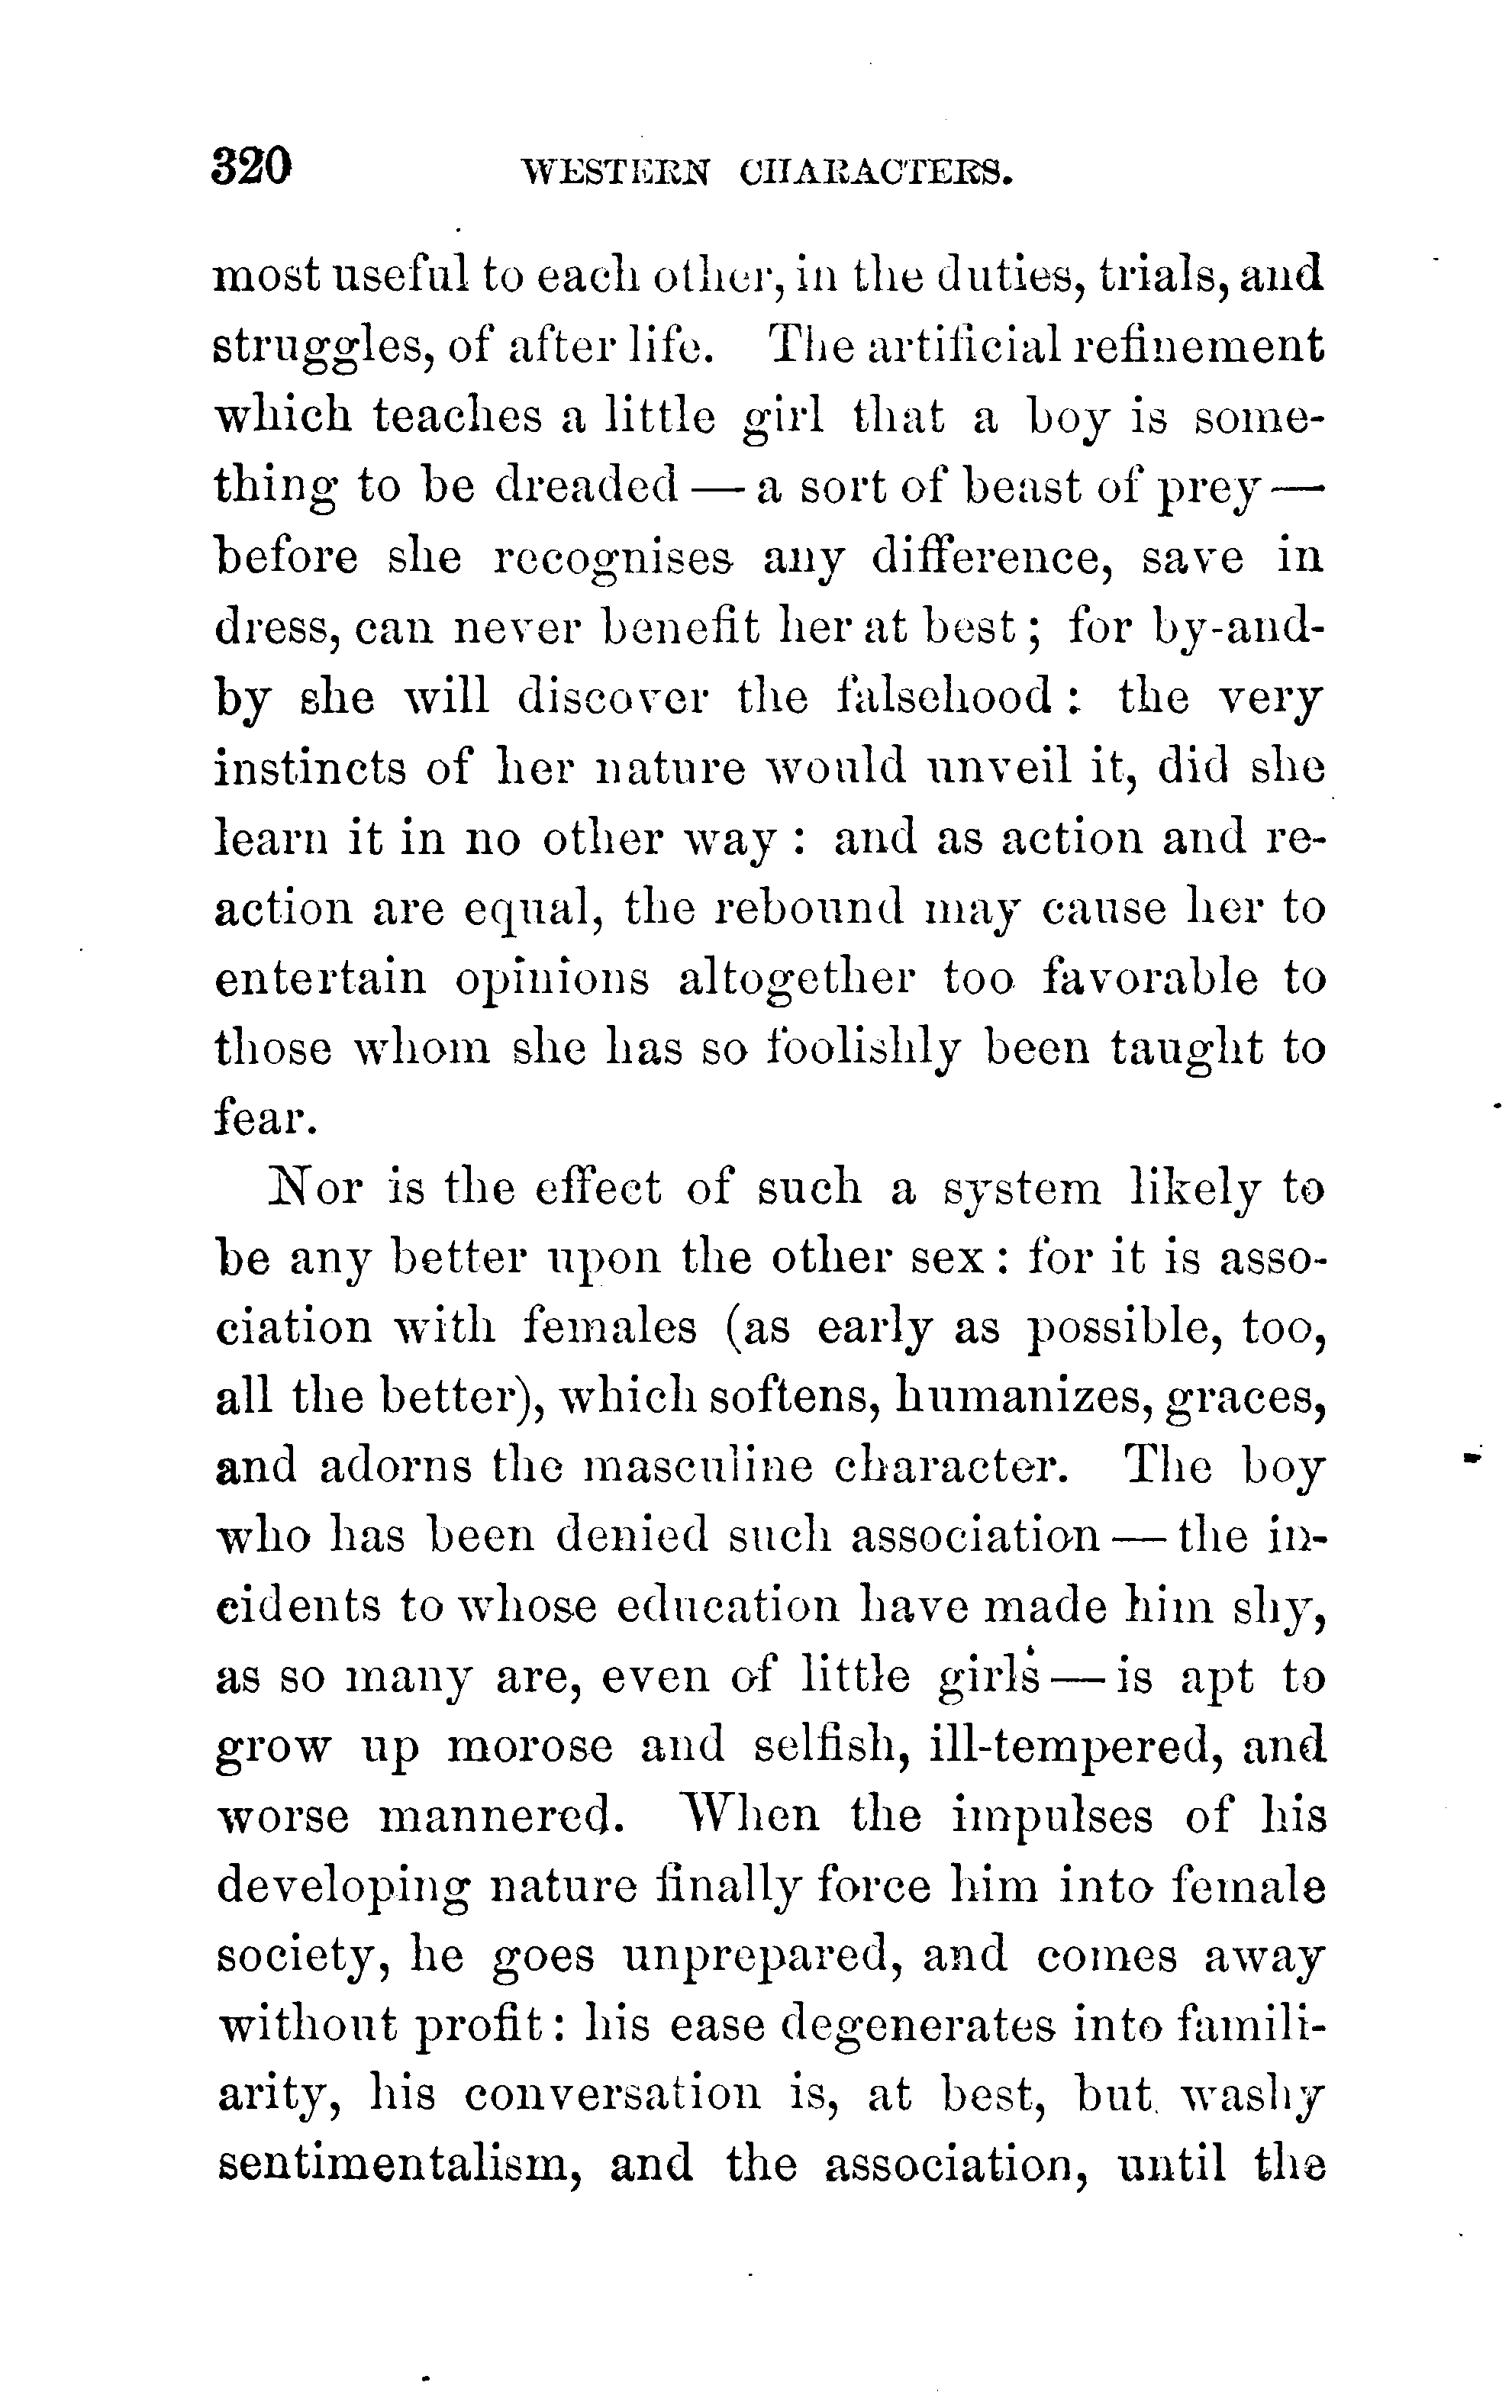 320 WESTERN CHARACTERS.
most useful to each other, in the duties, trials, and
struggles, of after life. The artificial refinement
which teaches a little girl that a boy is some-
thing to be dreaded — a sort of beast of prey —
before she recognises any difference, save in
dress, can never benefit her at best; for by-and-
by she will discover the falsehood: the very
instincts of her nature would unveil it, did she
learn it in no other way: and as action and re-
action are equal, the rebound may cause her to
entertain opinions altogether too favorable to
those whom she has so foolishly been taught to
fear.
Nor is the effect of such a system likely to
be any better upon the other sex: for it is asso-
ciation with females (as early as possible, too,
all the better), which softens, humanizes, graces,
and adorns the masculine character. The boy
who has been denied such association — the in-
cidents to whose education have made him shy,
as so many are, even of little girls — is apt to
grow up morose and selfish, ill-tempered, and
worse mannered. When the impulses of his
developing nature finally force him into female
society, he goes unprepared, and comes away
without profit: his ease degenerates into famili-
arity, his conversation is, at best, but washy
sentimentalism, and the association, until the